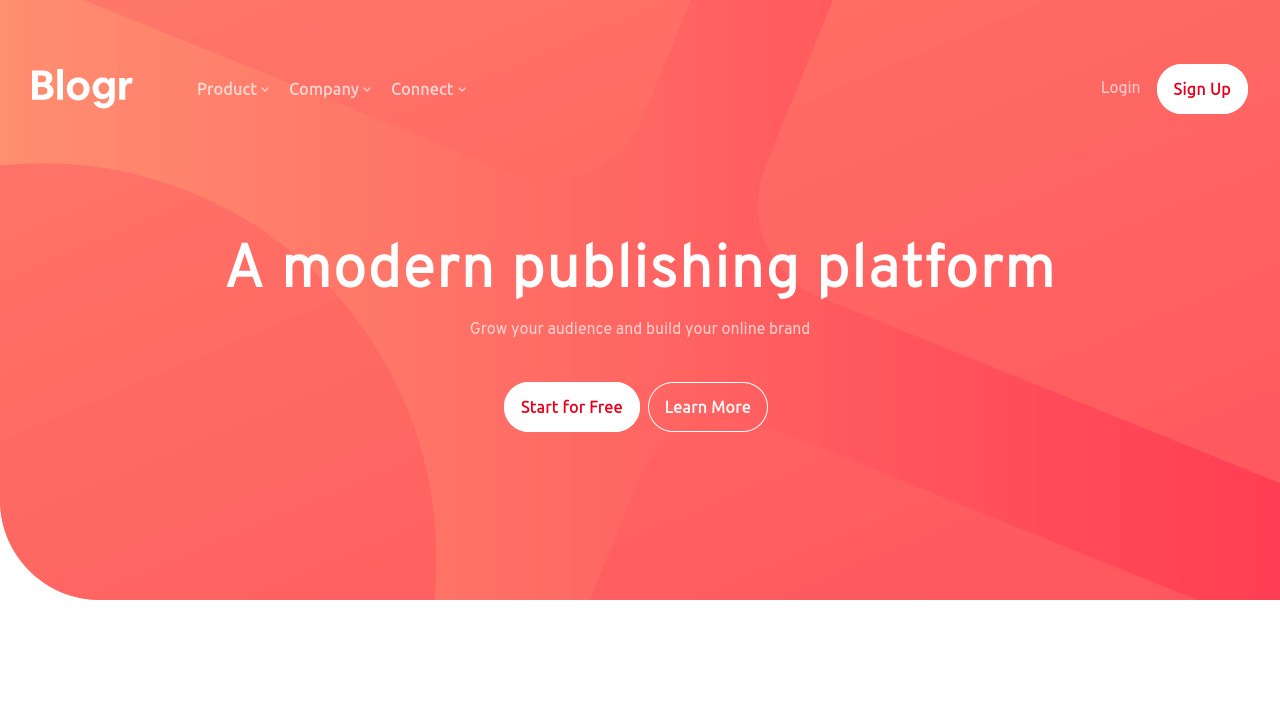 Blogr Product Company Connect Login Sign Up
A modern publishing platform
Grow your audience and build your online brand
Start for Free Learn More